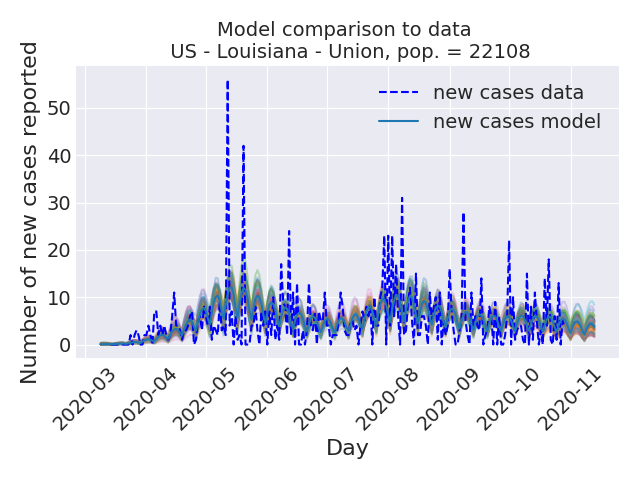 Model comparison to data
US - Louisiana - Union, pop. = 22108
Number of new cases reported
50
40
30
20
10
0
new cases data
new cases model
2020-03
2020-04
2020-05
2020-06
2020-07
2020-08
2020-09
2020-10
2020-11
Day